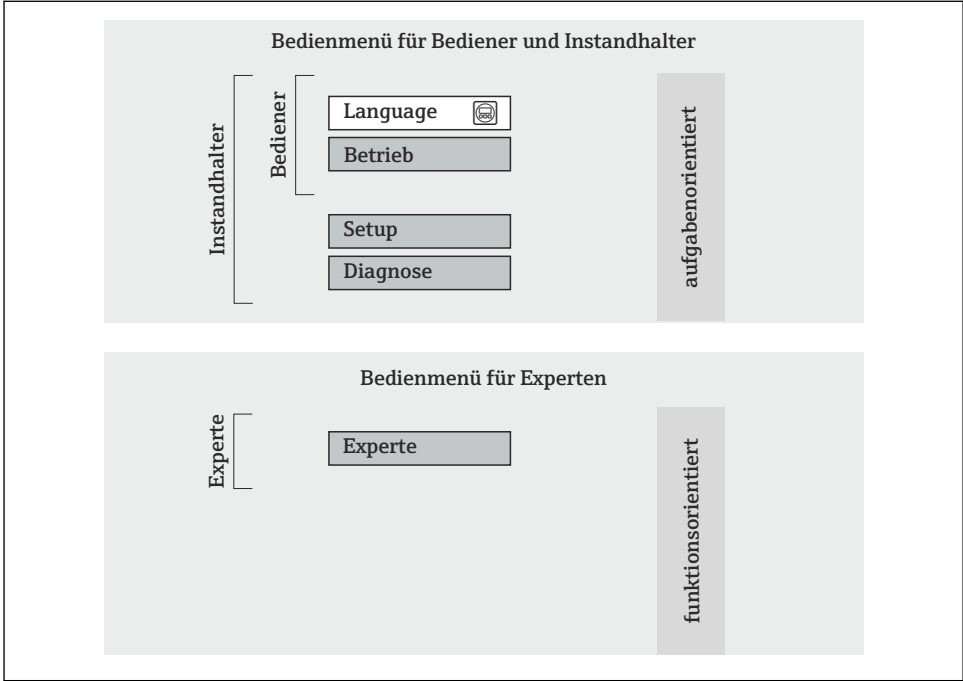 Bedienmenü für Bediener und Instandhalter
Instandhalter
Bediener
Language
Betrieb
Setup
Diagnose
aufgabenorientiert
Bedienmenü für Experten
Experte
Experte
funktionsorientiert